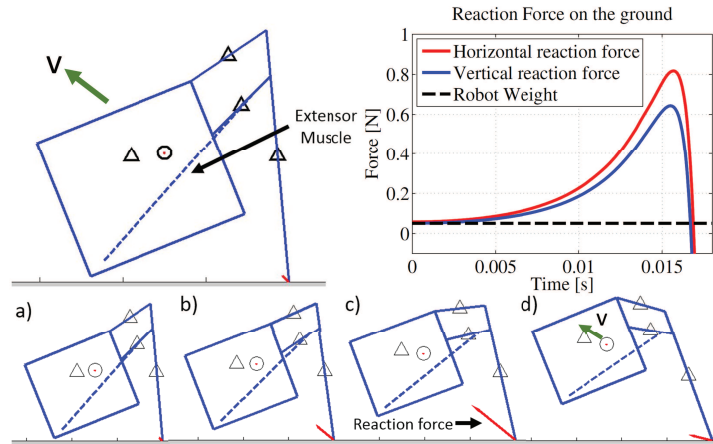 V
Extensor
Muscle
Reaction Force on the ground
Horizontal reaction force
Vertical reaction force
Robot Weight
Force [N]
1
0.8
0.6
0.4
0.2
0
0
0.005
0.01
0.015
Time [s]
a)
b)
c)
d)
V
Reaction force